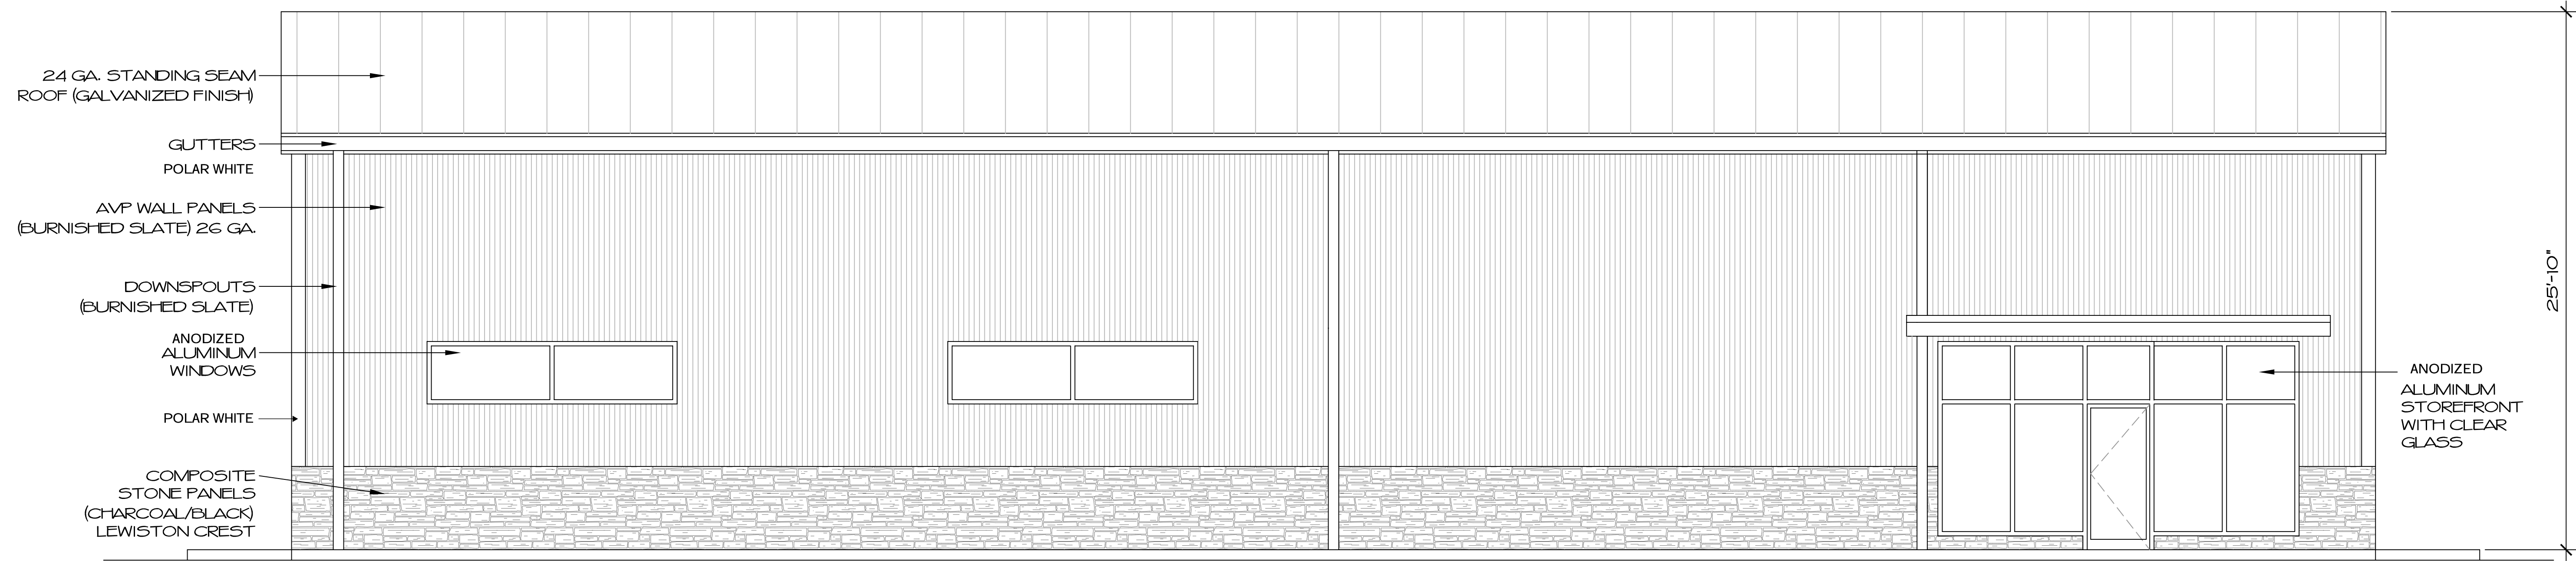 24 GA. STANDING SEAM
ROOF (GALVANIZED FINISH)
GUTTERS
POLAR WHITE
AVP WALL PANELS
(BURNISHED SLATE) 26 GA.
DOWNSPOUTS
(BURNISHED SLATE)
ANODIZED
ALUMINUM
WINDOWS
POLAR WHITE
COMPOSITE
STONE PANELS
(CHARCOAL/BLACK)
LEWISTON CREST
ANODIZED
ALUMINUM
STOREFRONT
WITH CLEAR
GLASS
25'-10"